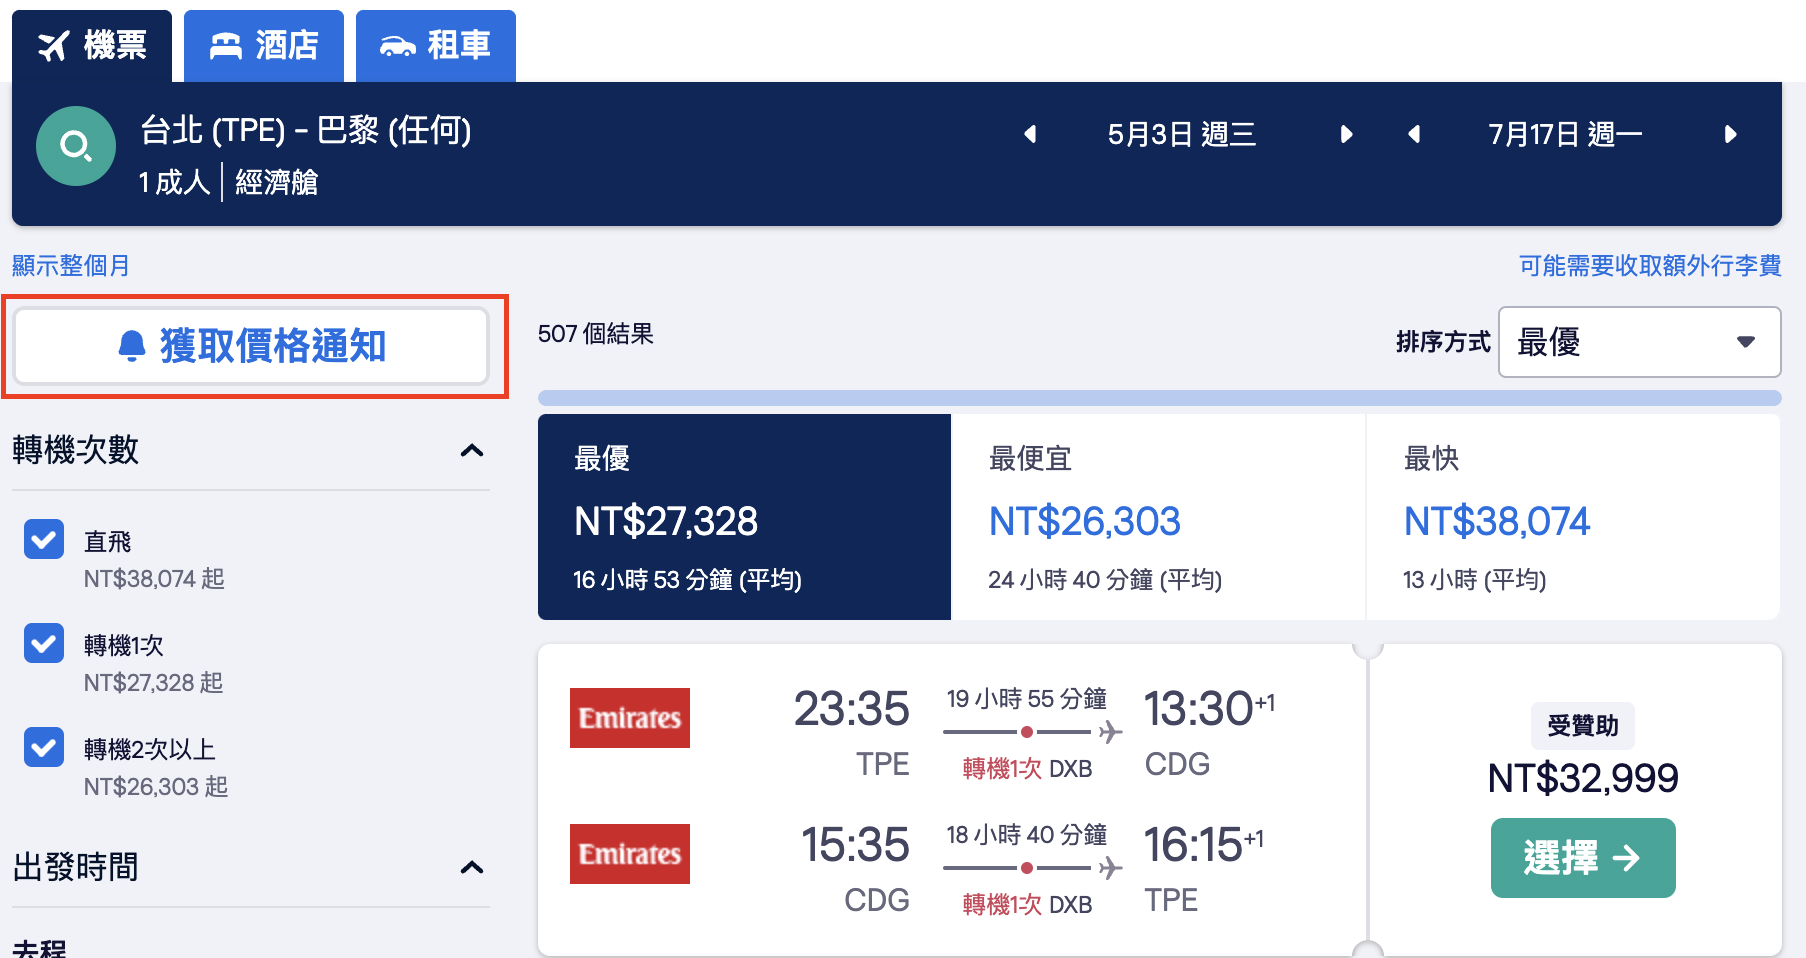 機票
酒店
租車
台北 (TPE) - 巴黎 (任何)
1 成人 | 經濟艙
5月3日 週三
7月17日 週一
顯示整個月
可能需要收取額外行李費
獲取價格通知
507 個結果
排序方式
最優
轉機次數
直飛
NT$38,074 起
轉機1次
NT$27,328 起
轉機2次以上
NT$26,303 起
出發時間
去程
最優
NT$27,328
16 小時 53 分鐘 (平均)
最便宜
NT$26,303
24 小時 40 分鐘 (平均)
最快
NT$38,074
13 小時 (平均)
Emirates
23:35
TPE
19 小時 55 分鐘
轉機1次 DXB
13:30+1
CDG
Emirates
15:35
CDG
18 小時 40 分鐘
轉機1次 DXB
16:15+1
TPE
受贊助
NT$32,999
選擇